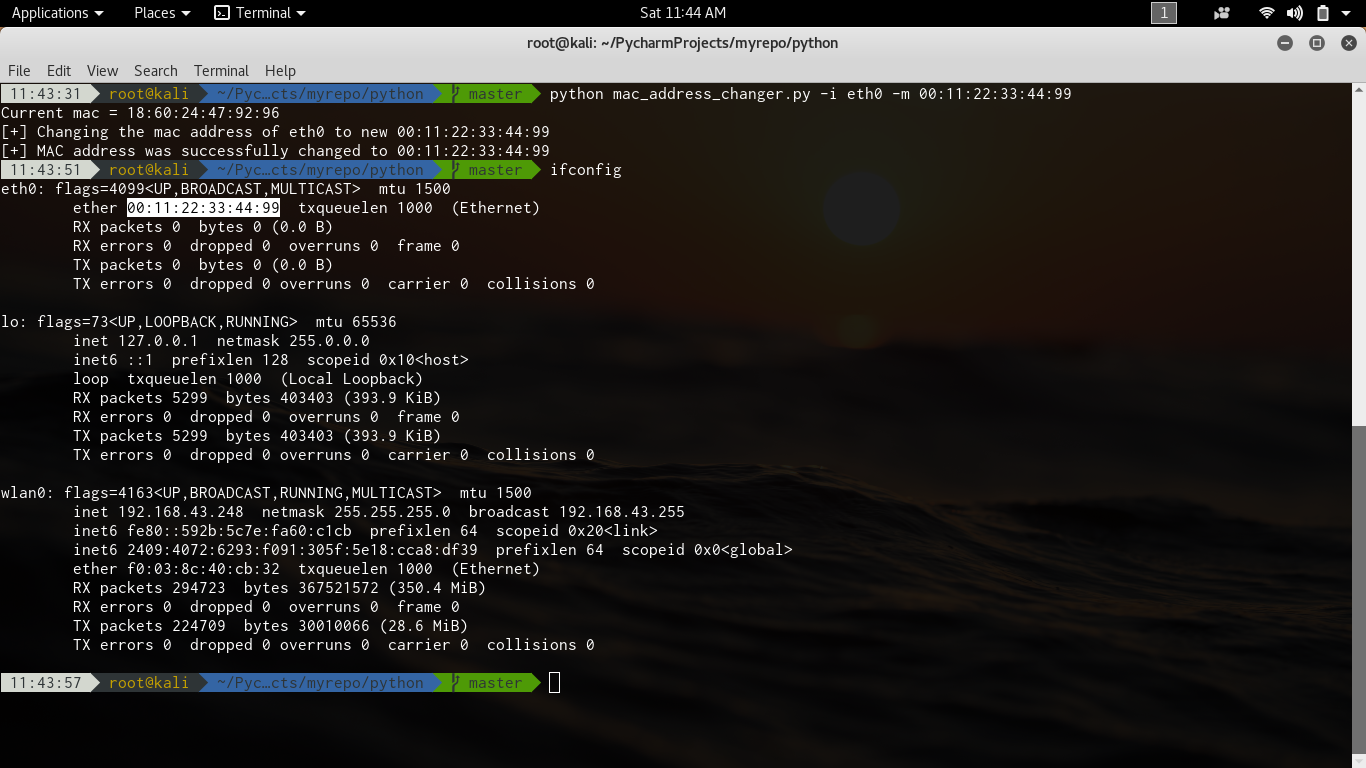 Applications Places Terminal Sat 11:44 AM 1
root@kali: ~/PycharmProjects/myrepo/python
File Edit View Search Terminal Help
11:43:31 root@kali ~/Pyc…cts/myrepo/python master python mac_address_changer.py -i eth0 -m 00:11:22:33:44:99
Current mac = 18:60:24:47:92:96
[+] Changing the mac address of eth0 to new 00:11:22:33:44:99
[+] MAC address was successfully changed to 00:11:22:33:44:99
11:43:51 root@kali ~/Pyc…cts/myrepo/python master ifconfig
eth0: flags=4099<UP,BROADCAST,MULTICAST>  mtu 1500
        ether 00:11:22:33:44:99  txqueuelen 1000  (Ethernet)
        RX packets 0  bytes 0 (0.0 B)
        RX errors 0  dropped 0  overruns 0  frame 0
        TX packets 0  bytes 0 (0.0 B)
        TX errors 0  dropped 0 overruns 0  carrier 0  collisions 0
lo: flags=73<UP,LOOPBACK,RUNNING>  mtu 65536
        inet 127.0.0.1  netmask 255.0.0.0
        inet6 ::1  prefixlen 128  scopeid 0x10<host>
        loop  txqueuelen 1000  (Local Loopback)
        RX packets 5299  bytes 403403 (393.9 KiB)
        RX errors 0  dropped 0  overruns 0  frame 0
        TX packets 5299  bytes 403403 (393.9 KiB)
        TX errors 0  dropped 0 overruns 0  carrier 0  collisions 0
wlan0: flags=4163<UP,BROADCAST,RUNNING,MULTICAST>  mtu 1500
        inet 192.168.43.248  netmask 255.255.255.0  broadcast 192.168.43.255
        inet6 fe80::592b:5c7e:fa60:c1cb  prefixlen 64  scopeid 0x20<link>
        inet6 2409:4072:6293:f091:305f:5e18:cca8:df39  prefixlen 64  scopeid 0x0<global>
        ether f0:03:8c:40:cb:32  txqueuelen 1000  (Ethernet)
        RX packets 294723  bytes 367521572 (350.4 MiB)
        RX errors 0  dropped 0  overruns 0  frame 0
        TX packets 224709  bytes 30010066 (28.6 MiB)
        TX errors 0  dropped 0 overruns 0  carrier 0  collisions 0
11:43:57 root@kali ~/Pyc…cts/myrepo/python master